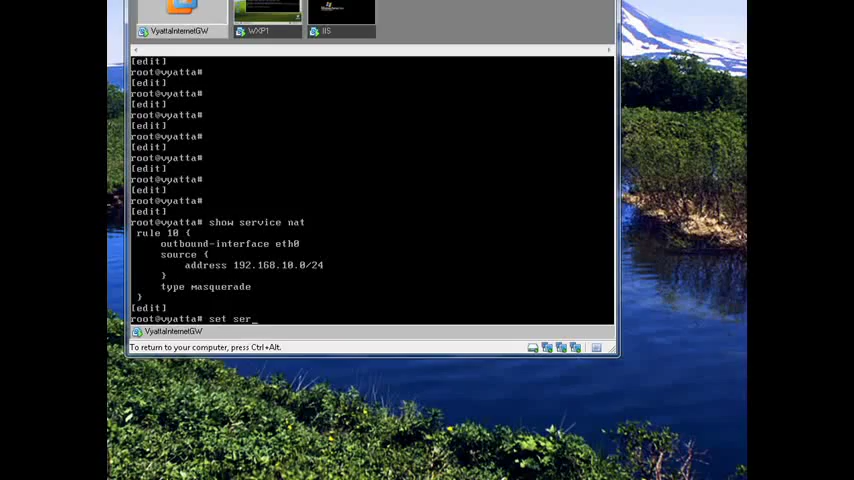 VyattaInternetGW WXP1 IIS
[edit]
root@vyatta#
[edit]
root@vyatta#
[edit]
root@vyatta#
[edit]
root@vyatta#
[edit]
root@vyatta#
[edit]
root@vyatta#
[edit]
root@vyatta#
[edit]
root@vyatta# show service nat
rule 10 {
outbound-interface eth0
source {
address 192.168.10.0/24
}
type masquerade
}
[edit]
root@vyatta# set ser_
VyattaInternetGW
To return to your computer, press Ctrl+Alt.